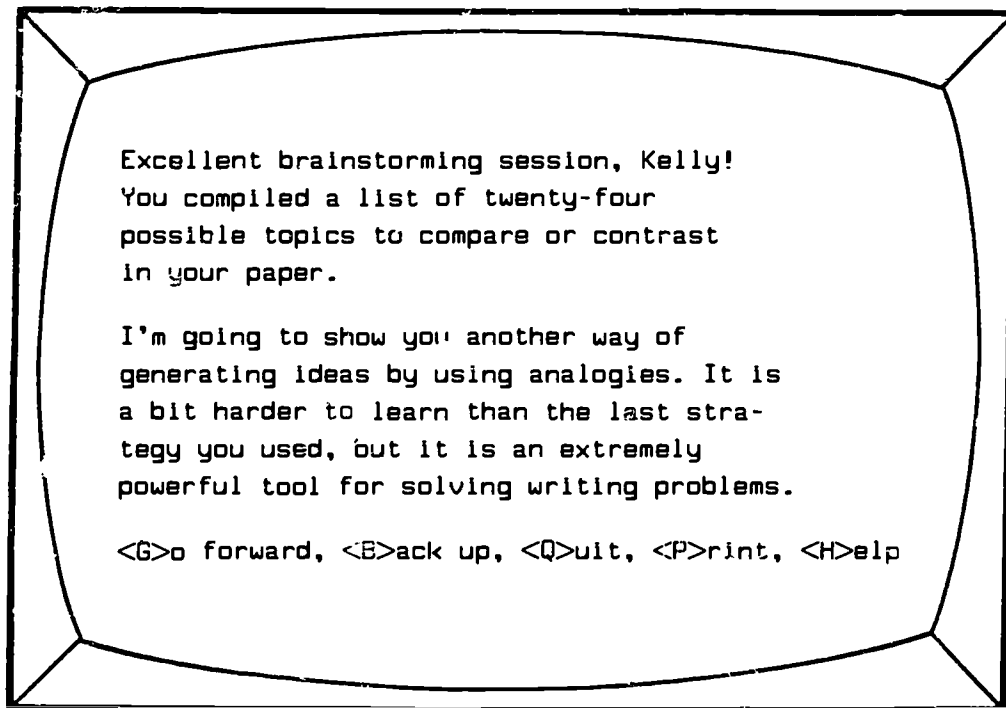 Excellent brainstorming session, Kelly!
You compiled a list of twenty-four
possible topics to compare or contrast
in your paper.
I'm going to show you another way of
generating ideas by using analogies. It is
a bit harder to learn than the last stra-
tegy you used, but it is an extremely
powerful tool for solving writing problems.
<G>o forward, <B>ack up, <Q>uit, <P>rint, <H>elp